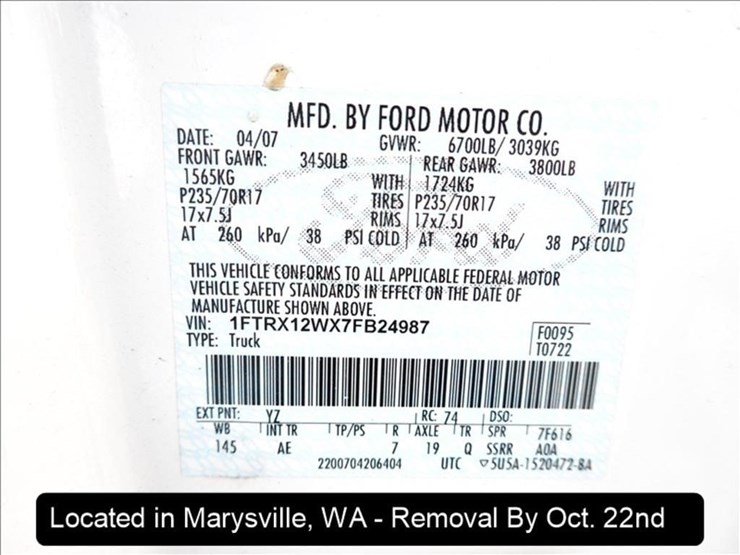 MFD. BY FORD MOTOR CO.
DATE: 04/07 GVWR: 6700LB/ 3039KG
FRONT GAWR: 3450LB REAR GAWR: 3800LB
1565KG WITH 1724KG WITH
P235/70R17 TIRES P235/70R17 TIRES
17x7.5J RIMS 17x7.5J RIMS
AT 260 kPa/ 38 PSI COLD AT 260 kPa/ 38 PSI COLD
THIS VEHICLE CONFORMS TO ALL APPLICABLE FEDERAL MOTOR
VEHICLE SAFETY STANDARDS IN EFFECT ON THE DATE OF
MANUFACTURE SHOWN ABOVE.
VIN: 1FTRX12WX7FB24987 F0095
TYPE: Truck T0722
EXT PNT: YZ RC: 74 DSO:
WB INT TR TP/PS R AXLE TR SPR 7F616
145 AE 7 19 Q SSRR AOA
2200704206404 UTC ▽5U5A-1520472-BA
Located in Marysville, WA - Removal By Oct. 22nd